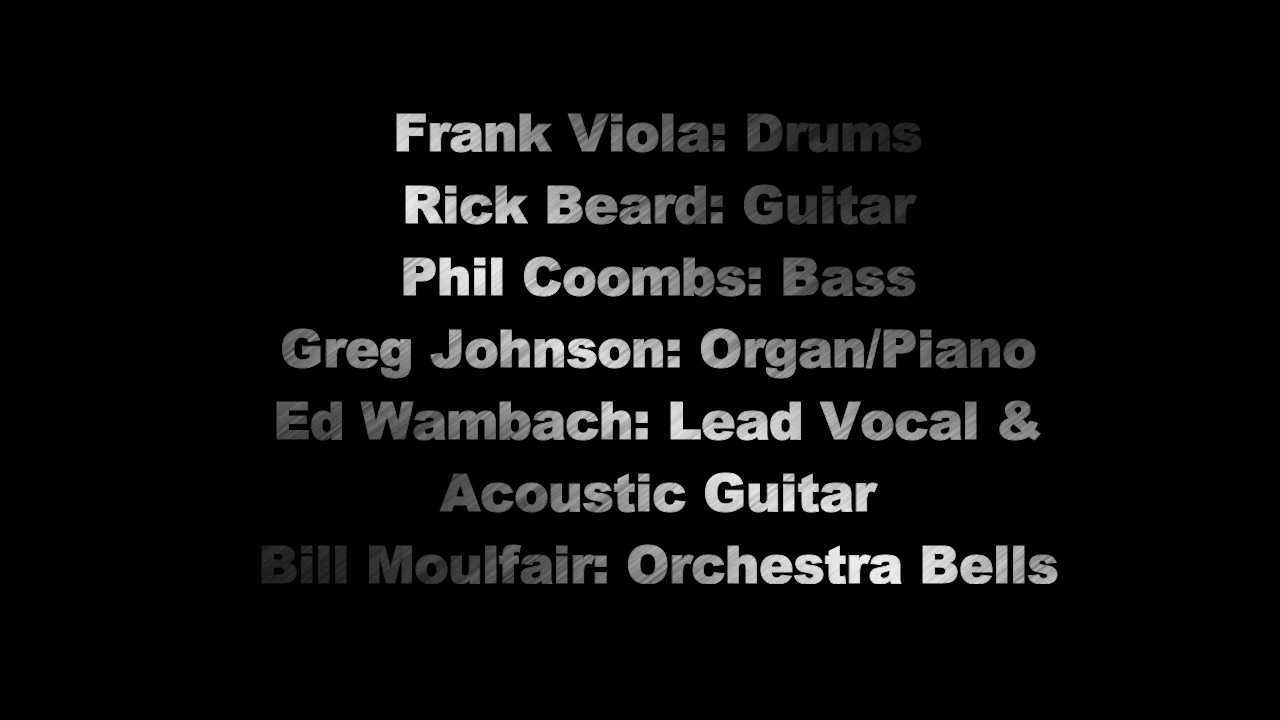 Frank Viola: Drums
Rick Beard: Guitar
Phil Coombs: Bass
Greg Johnson: Organ/Piano
Ed Wambach: Lead Vocal &
Acoustic Guitar
Bill Moulfair: Orchestra Bells